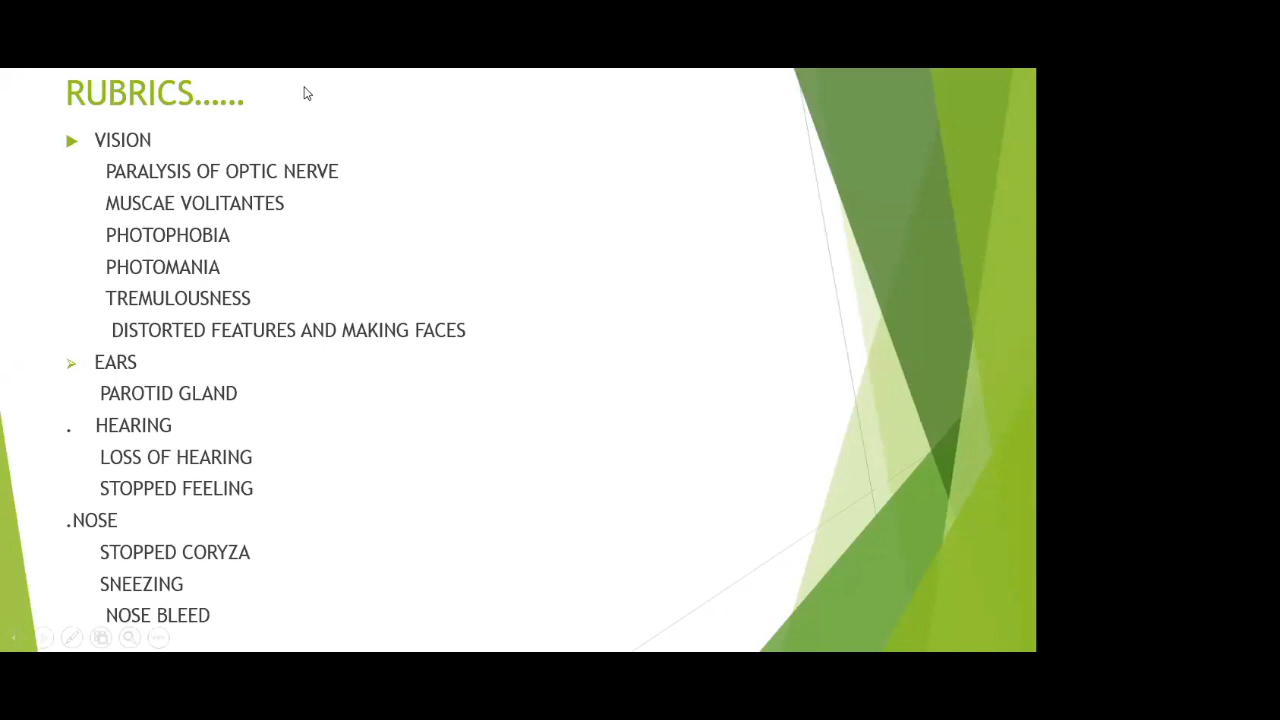 RUBRICS......
VISION
PARALYSIS OF OPTIC NERVE
MUSCAE VOLITANTES
PHOTOPHOBIA
PHOTOMANIA
TREMULOUSNESS
DISTORTED FEATURES AND MAKING FACES
EARS
PAROTID GLAND
. HEARING
LOSS OF HEARING
STOPPED FEELING
.NOSE
STOPPED CORYZA
SNEEZING
NOSE BLEED